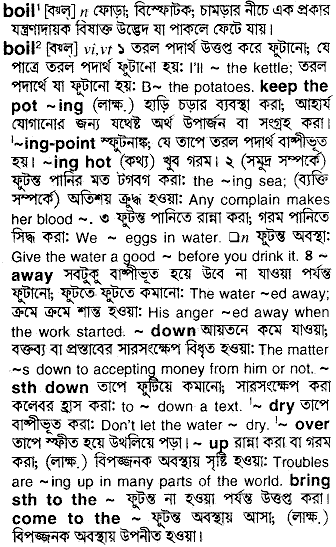 boil¹ [বয়ল্] n ফোড়া; বিস্ফোটক; চামড়ার নীচে এক প্রকার
যন্ত্রণাদায়ক বিষাক্ত উদ্ভেদ যা পাকলে ফেটে যায়।
boil² [বয়ল্] vi,vt ১ তরল পদার্থ উত্তপ্ত করে ফুটানো; যে
পাত্রে তরল পদার্থ ফুটানো হয়: I'll ~ the kettle; তরল
পদার্থে যা ফুটানো হয়: B~ the potatoes. keep the
pot ~ing (লাক্ষ.) হাড়ি চড়ার ব্যবস্থা করা; আহার্য
যোগানোর জন্য যথেষ্ট অর্থ উপার্জন বা সংগ্রহ করা।
'~ing-point স্ফুটনাঙ্ক; যে তাপে তরল পদার্থ বাষ্পীভূত
হয়। ~ing hot (কথ্য) খুব গরম। ২ (সমুদ্র সম্পর্কে)
ফুটন্ত পানির মত টগবগ করা: the ~ing sea; (ব্যক্তি
সম্পর্কে) অতিশয় ক্রুদ্ধ হওয়া: Any complain makes
her blood ~. ৩ ফুটন্ত পানিতে রান্না করা; গরম পানিতে
সিদ্ধ করা: We ~ eggs in water. □n ফুটন্ত অবস্থা:
Give the water a good ~ before you drink it. ৪ ~
away সবটুকু বাষ্পীভূত হয়ে উবে না যাওয়া পর্যন্ত
ফুটানো; ফুটতে ফুটতে কমানো: The water ~ed away;
ক্রমে ক্রমে শান্ত হওয়া: His anger ~ed away when
the work started. ~ down আয়তনে কমে যাওয়া;
বক্তব্য বা প্রস্তাবের সারসংক্ষেপ বিধৃত হওয়া: The matter
~s down to accepting money from him or not. ~
sth down তাপে ফুটিয়ে কমানো; সারসংক্ষেপ করা
কলেবর হ্রাস করা: to ~ down a text. '~ dry তাপে
বাষ্পীভূত করা: Don't let the water ~ dry. '~ over
তাপে স্ফীত হয়ে উথলিয়ে পড়া। ~ up রান্না করা বা গরম
করা; (লাক্ষ.) বিপজ্জনক অবস্থায় সৃষ্টি হওয়া: Troubles
are ~ing up in many parts of the world. bring
sth to the ~ ফুটন্ত না হওয়া পর্যন্ত উত্তপ্ত করা।
come to the ~ ফুটন্ত অবস্থায় আসা; (লাক্ষ.)
বিপজ্জনক অবস্থায় উপনীত হওয়া।